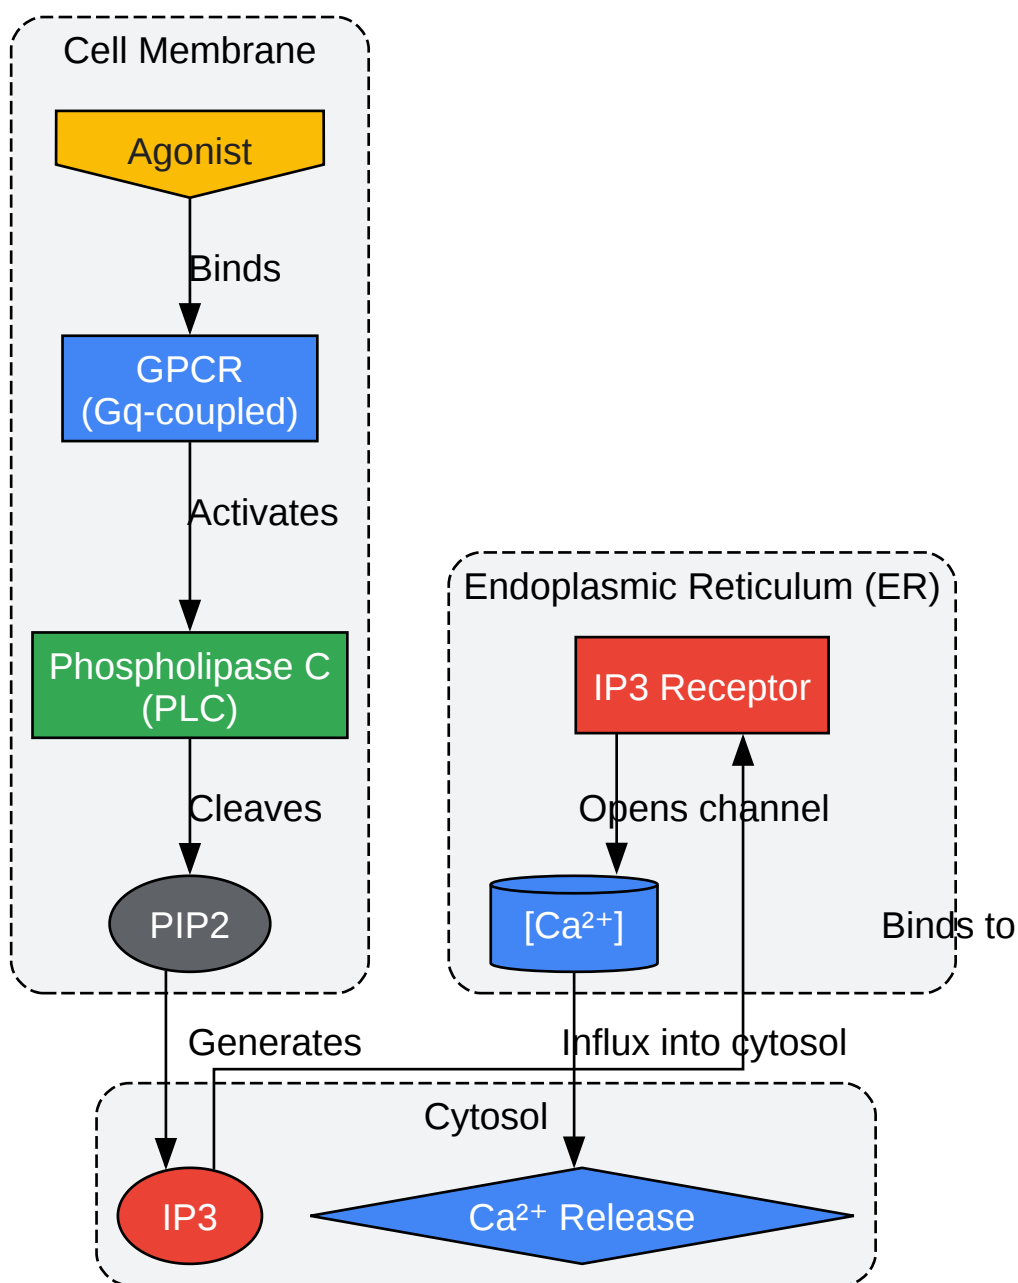 Cell Membrane
Agonist
Binds
GPCR
(Gq-coupled)
Activates
Phospholipase C
(PLC)
Cleaves
PIP2
Generates
Endoplasmic Reticulum (ER)
IP3 Receptor
Opens channel
[Ca²⁺]
Binds to
Influx into cytosol
Cytosol
IP3
Ca²⁺ Release